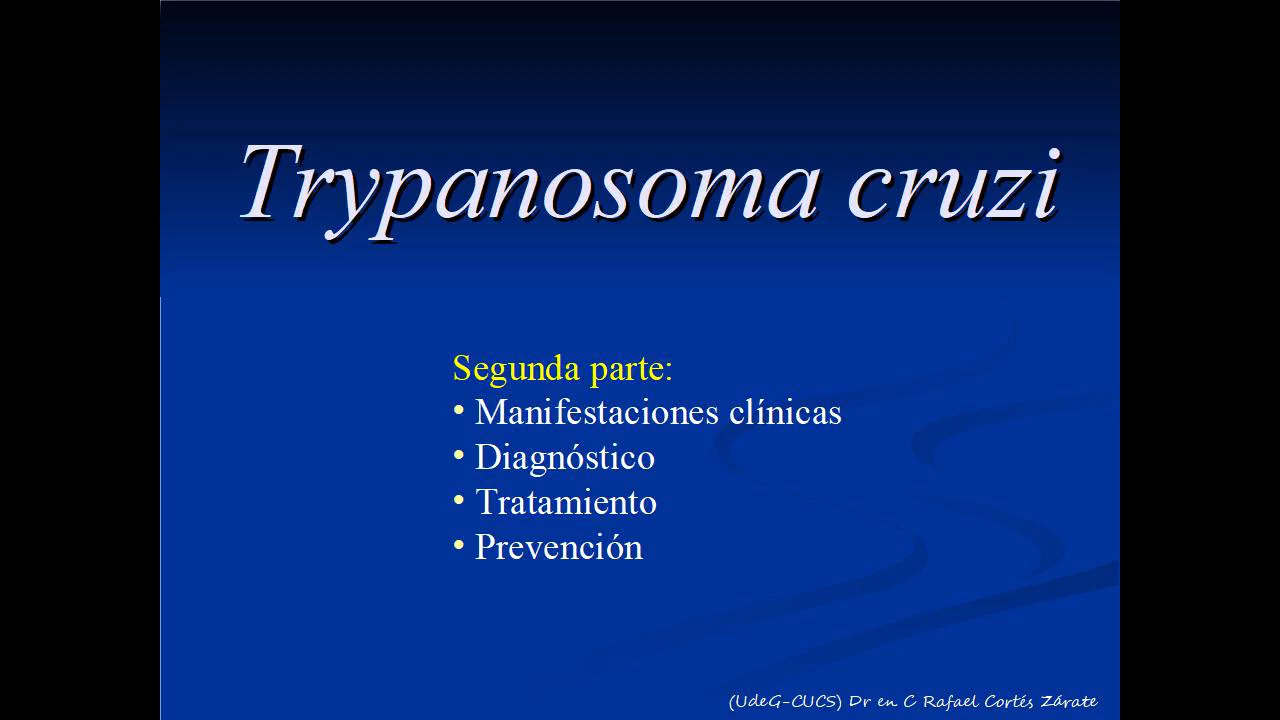 Trypanosoma cruzi
Segunda parte:
• Manifestaciones clínicas
• Diagnóstico
• Tratamiento
• Prevención
(UdeG-CUCS) Dr en C Rafael Cortés Zárate